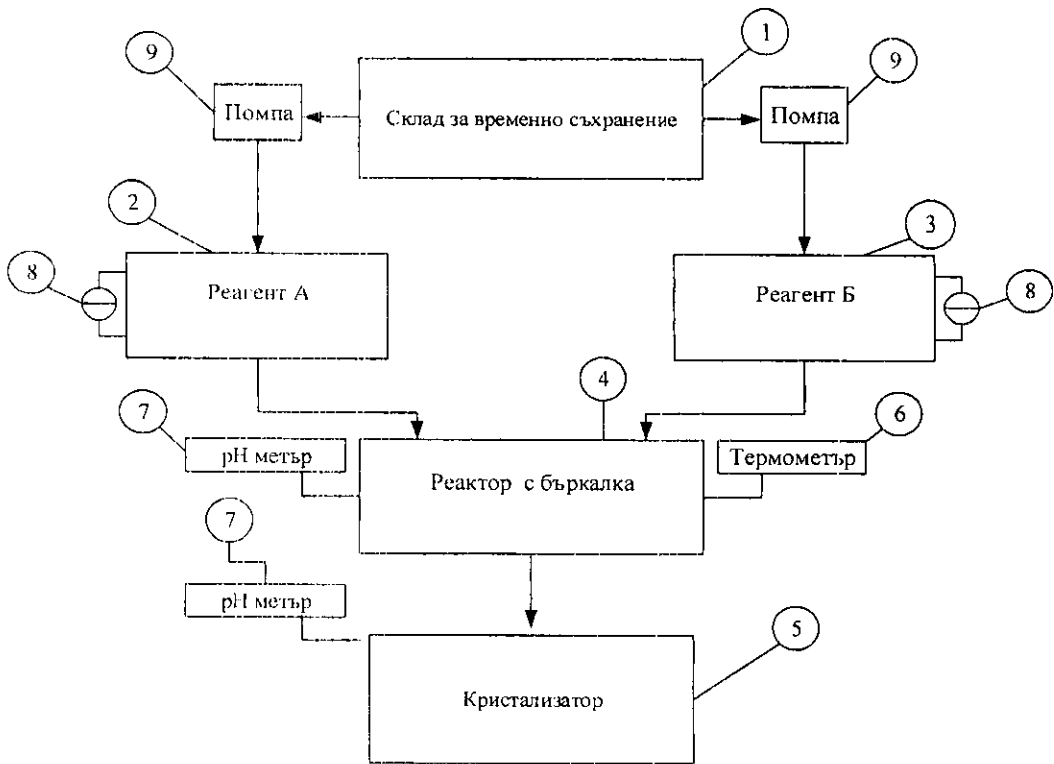 1
9
9
Помпа
Склад за временно съхранение
Помпа
2
3
8
Реагент А
Реагент Б
8
4
7
6
pH метър
Термометър
Реактор с бъркалка
7
pH метър
5
Кристализатор